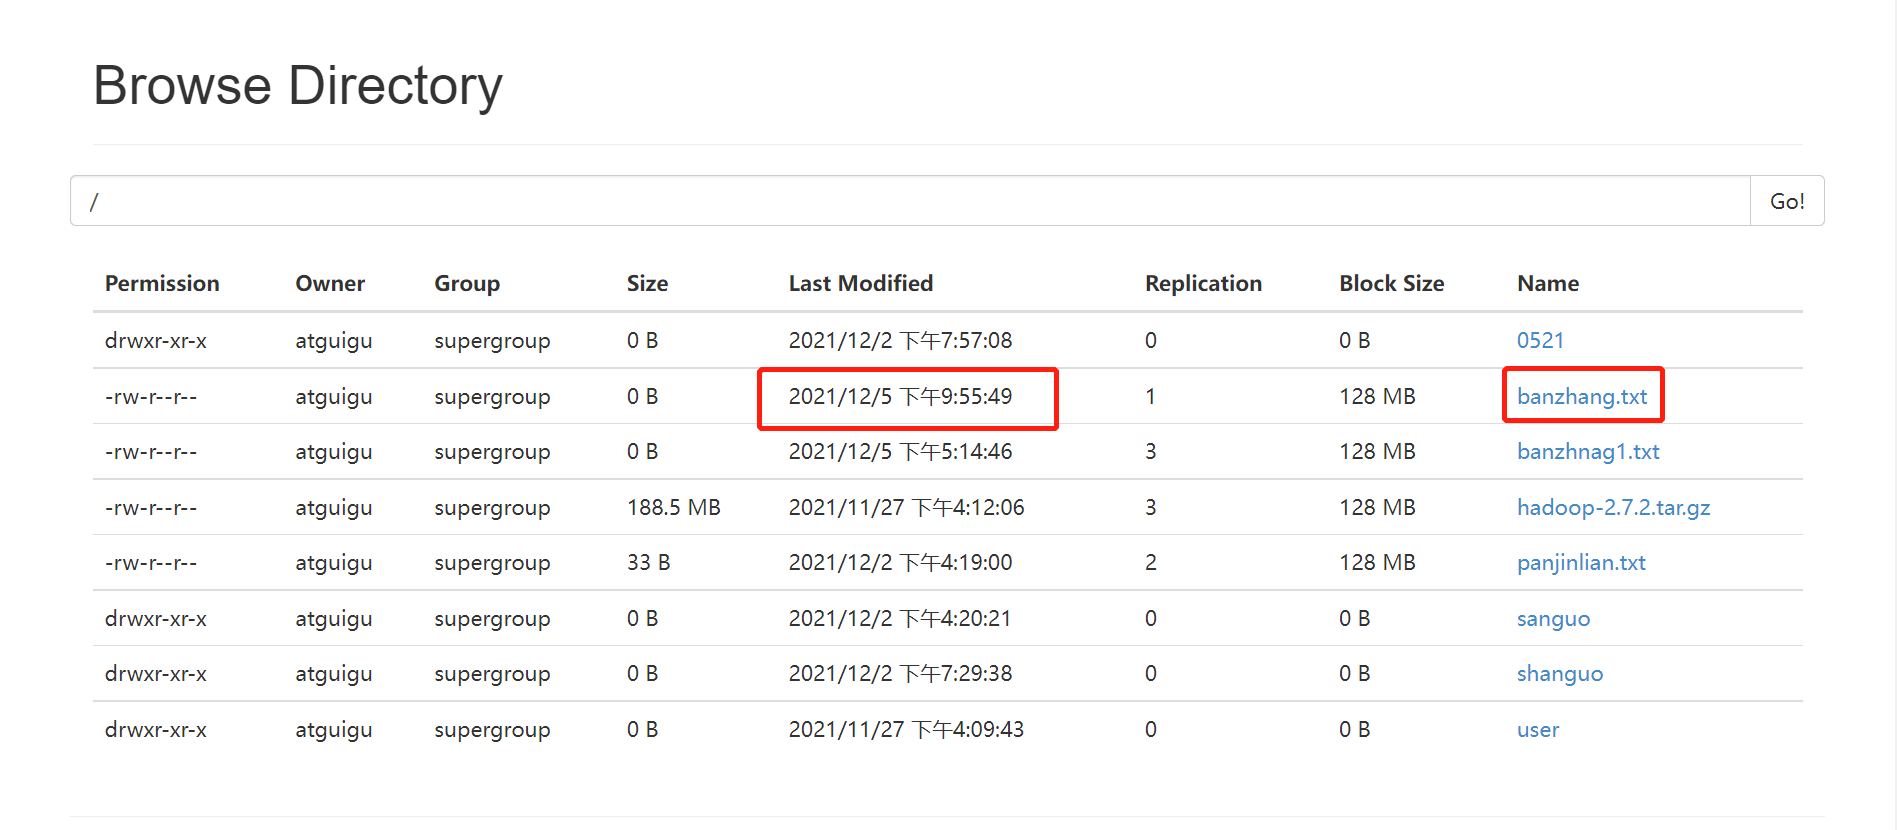 Browse Directory
/ Go!
Permission Owner Group Size Last Modified Replication Block Size Name
drwxr-xr-x atguigu supergroup 0 B 2021/12/2 下午7:57:08 0 0 B 0521
-rw-r--r-- atguigu supergroup 0 B 2021/12/5 下午9:55:49 1 128 MB banzhang.txt
-rw-r--r-- atguigu supergroup 0 B 2021/12/5 下午5:14:46 3 128 MB banzhnag1.txt
-rw-r--r-- atguigu supergroup 188.5 MB 2021/11/27 下午4:12:06 3 128 MB hadoop-2.7.2.tar.gz
-rw-r--r-- atguigu supergroup 33 B 2021/12/2 下午4:19:00 2 128 MB panjinlian.txt
drwxr-xr-x atguigu supergroup 0 B 2021/12/2 下午4:20:21 0 0 B sanguo
drwxr-xr-x atguigu supergroup 0 B 2021/12/2 下午7:29:38 0 0 B shanguo
drwxr-xr-x atguigu supergroup 0 B 2021/11/27 下午4:09:43 0 0 B user